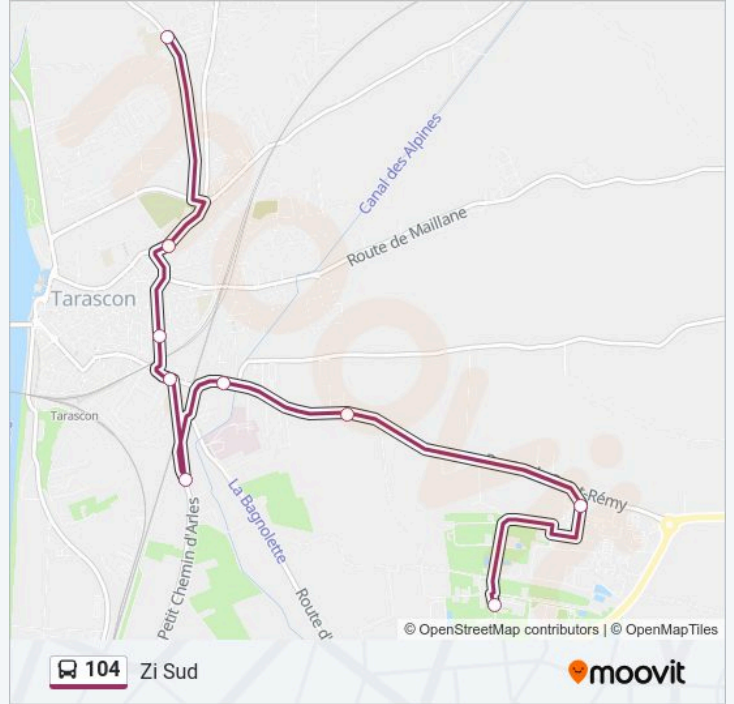 Canal des Alpines
Route de Maillane
Tarascon
Tarascon
-Rémy
La Bagnolette
Petit Chemin d'Arles
Route d'
© OpenStreetMap contributors | © OpenMapTiles
104 Zi Sud
moovit